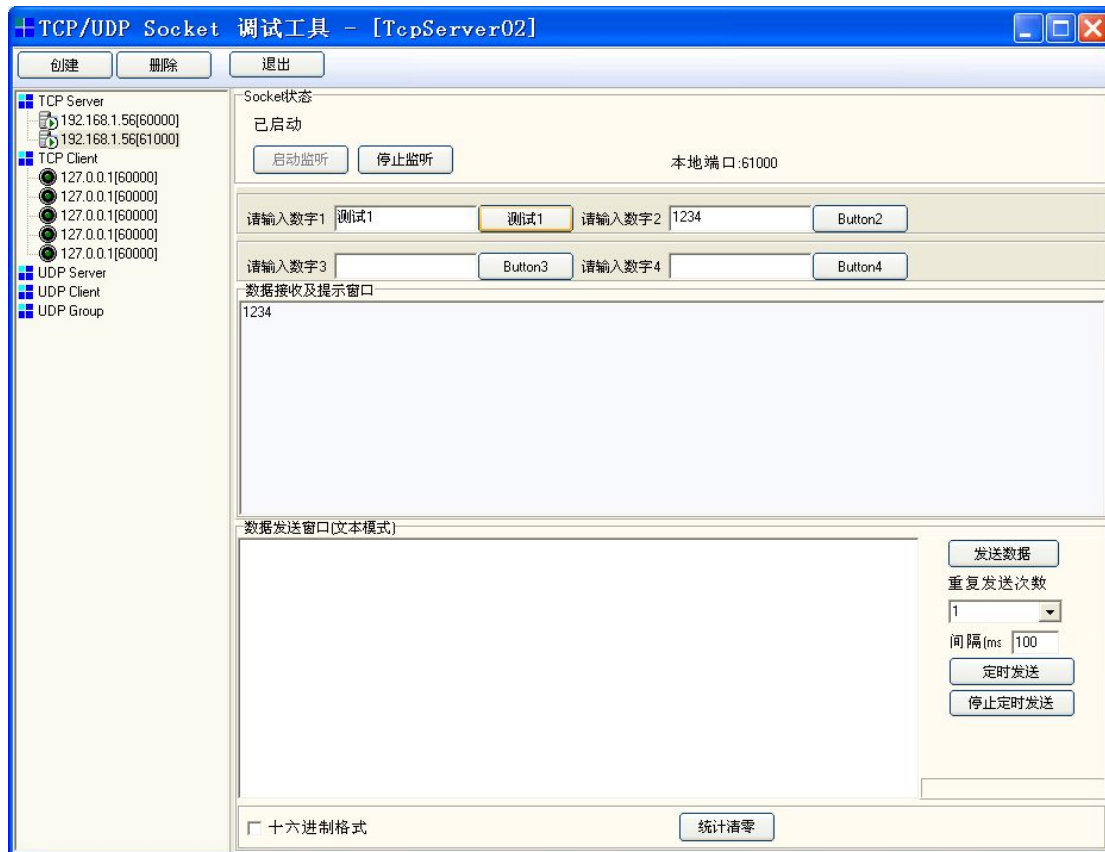 TCP/UDP Socket 调试工具 - [TcpServer02]
创建 删除 退出
TCP Server
192.168.1.56[60000]
192.168.1.56[61000]
TCP Client
127.0.0.1[60000]
127.0.0.1[60000]
127.0.0.1[60000]
127.0.0.1[60000]
127.0.0.1[60000]
UDP Server
UDP Client
UDP Group
Socket状态
已启动
启动监听 停止监听 本地端口:61000
请输入数字1 测试1 测试1 请输入数字2 1234 Button2
请输入数字3 Button3 请输入数字4 Button4
数据接收及提示窗口
1234
数据发送窗口(文本模式)
发送数据
重复发送次数
1
间隔(ms 100
定时发送
停止定时发送
十六进制格式 统计清零